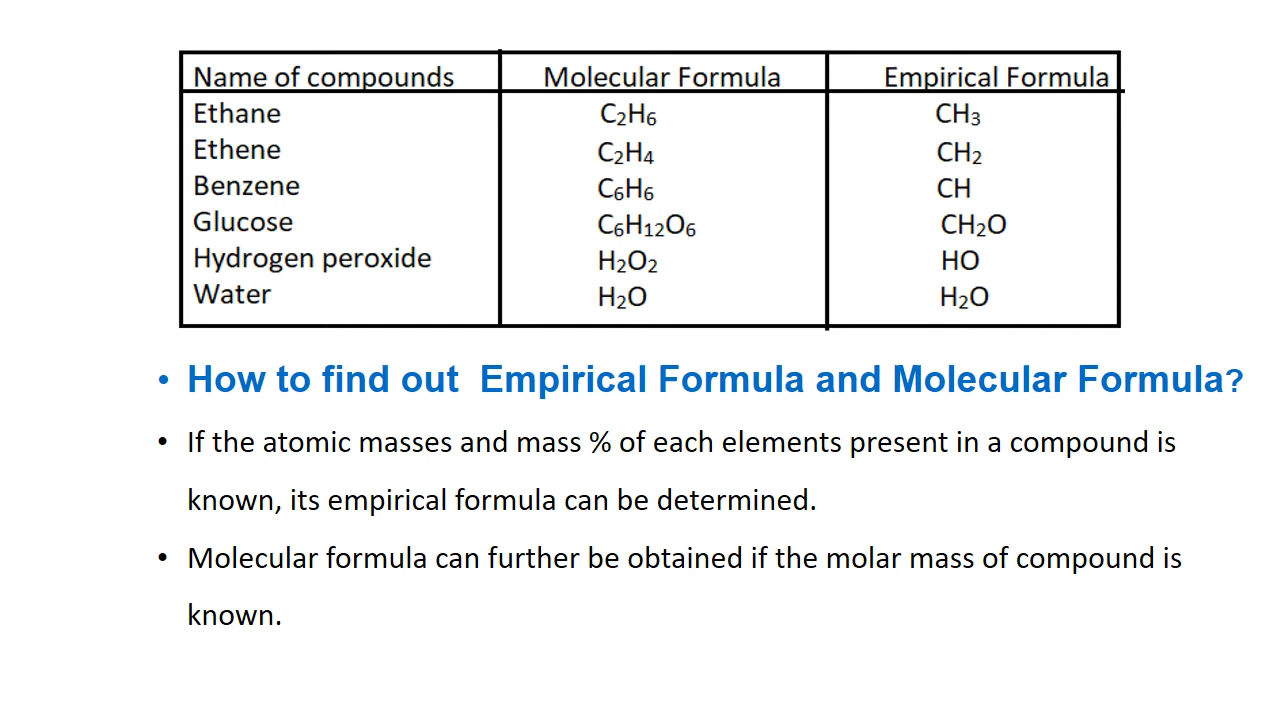 Name of compounds Molecular Formula Empirical Formula
Ethane C₂H₆ CH₃
Ethene C₂H₄ CH₂
Benzene C₆H₆ CH
Glucose C₆H₁₂O₆ CH₂O
Hydrogen peroxide H₂O₂ HO
Water H₂O H₂O
• How to find out  Empirical Formula and Molecular Formula?
• If the atomic masses and mass % of each elements present in a compound is
known, its empirical formula can be determined.
• Molecular formula can further be obtained if the molar mass of compound is
known.